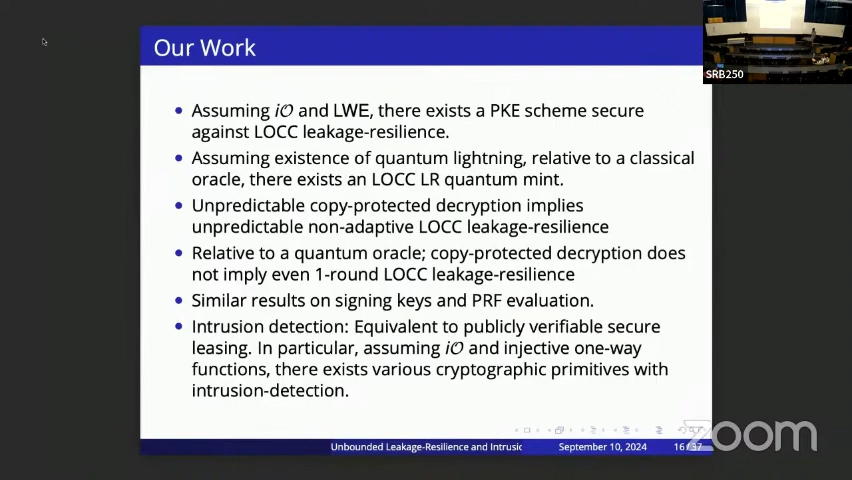 Our Work
SRB250
• Assuming iO and LWE, there exists a PKE scheme secure
against LOCC leakage-resilience.
• Assuming existence of quantum lightning, relative to a classical
oracle, there exists an LOCC LR quantum mint.
• Unpredictable copy-protected decryption implies
unpredictable non-adaptive LOCC leakage-resilience
• Relative to a quantum oracle; copy-protected decryption does
not imply even 1-round LOCC leakage-resilience
• Similar results on signing keys and PRF evaluation.
• Intrusion detection: Equivalent to publicly verifiable secure
leasing. In particular, assuming iO and injective one-way
functions, there exists various cryptographic primitives with
intrusion-detection.
Unbounded Leakage-Resilience and Intrusic September 10, 2024 16/37
zoom